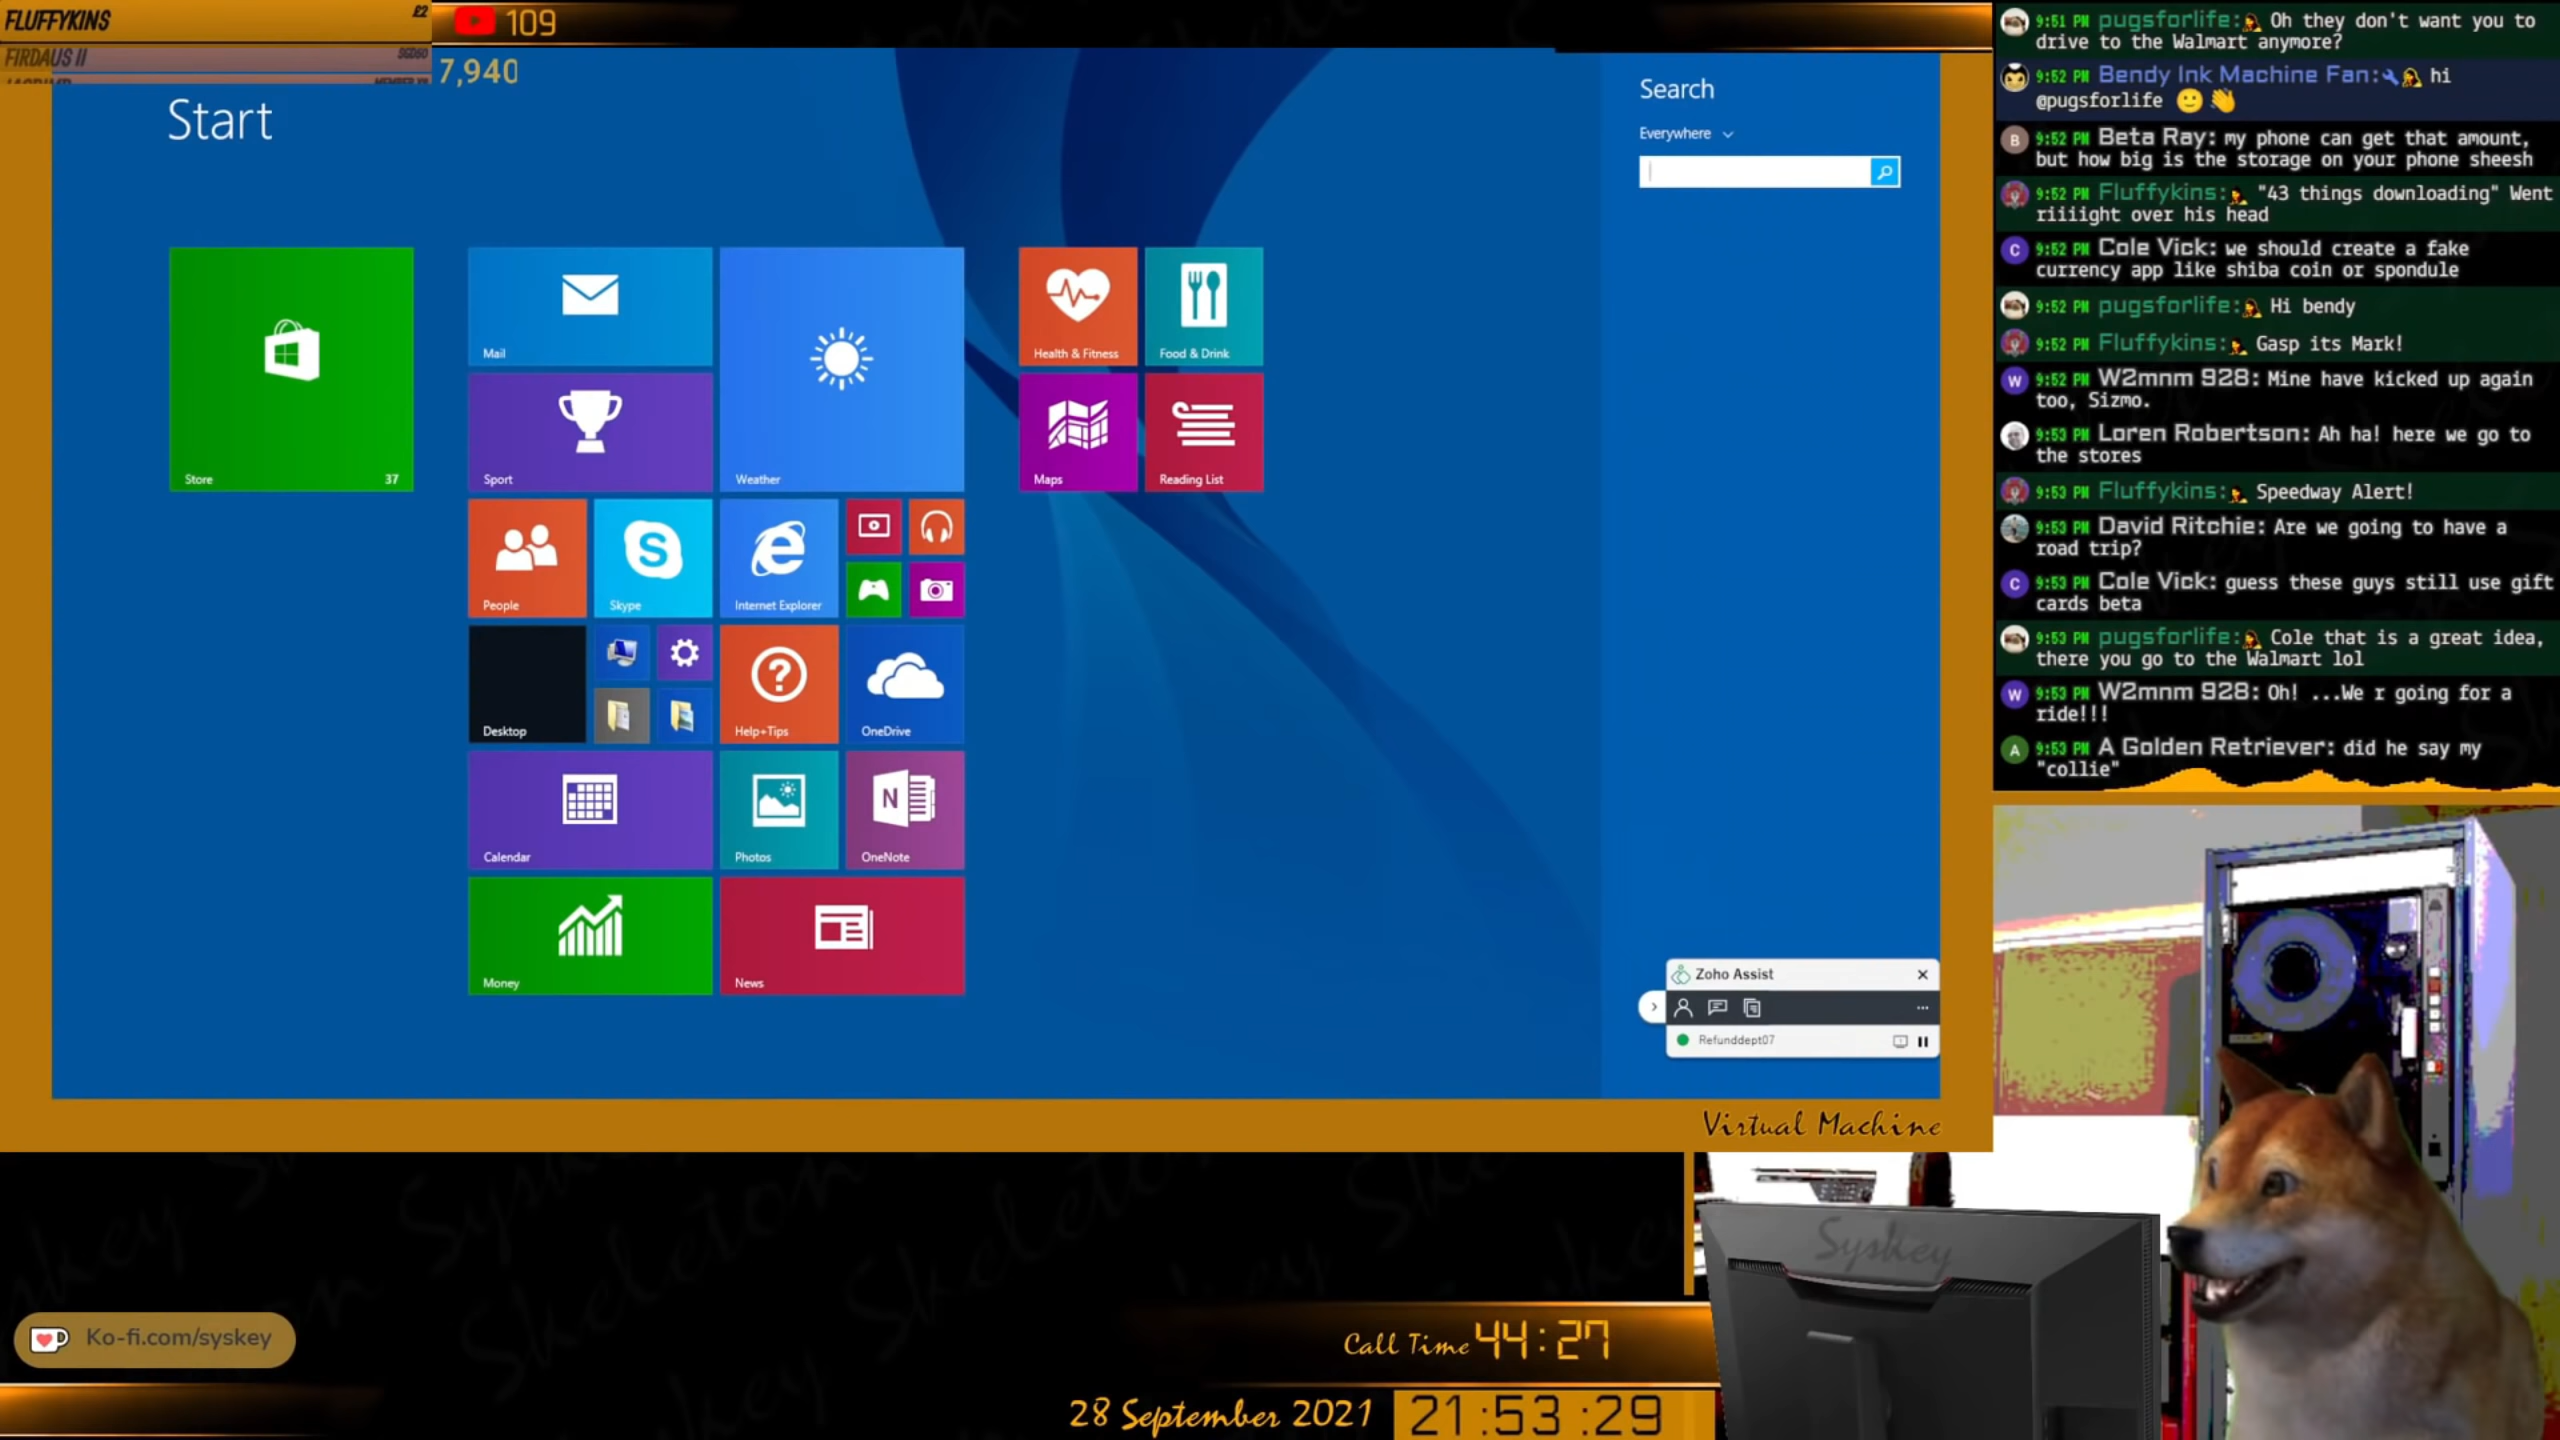 FLUFFYKINS £2
FIRDAUS II SGD50
109
7,940
Start
Search
Everywhere
Store 37
Mail
Sport
Weather
Health & Fitness
Food & Drink
Maps
Reading List
People
Skype
Internet Explorer
Desktop
Help+Tips
OneDrive
Calendar
Photos
OneNote
Money
News
Zoho Assist
Refunddept07
Virtual Machine
9:51 PM pugsforlife: Oh they don't want you to
drive to the Walmart anymore?
9:52 PM Bendy Ink Machine Fan: hi
@pugsforlife
9:52 PM Beta Ray: my phone can get that amount,
but how big is the storage on your phone sheesh
9:52 PM Fluffykins: "43 things downloading" Went
riiiight over his head
9:52 PM Cole Vick: we should create a fake
currency app like shiba coin or spondule
9:52 PM pugsforlife: Hi bendy
9:52 PM Fluffykins: Gasp its Mark!
9:52 PM W2mnm 928: Mine have kicked up again
too, Sizmo.
9:53 PM Loren Robertson: Ah ha! here we go to
the stores
9:53 PM Fluffykins: Speedway Alert!
9:53 PM David Ritchie: Are we going to have a
road trip?
9:53 PM Cole Vick: guess these guys still use gift
cards beta
9:53 PM pugsforlife: Cole that is a great idea,
there you go to the Walmart lol
9:53 PM W2mnm 928: Oh! ...We r going for a
ride!!!
9:53 PM A Golden Retriever: did he say my
"collie"
Syskey
Ko-fi.com/syskey
Call Time 44:27
28 September 2021 21:53:29